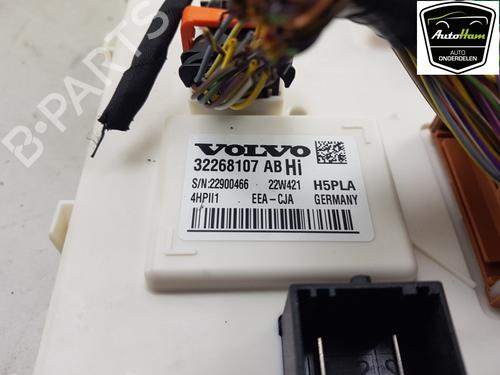 AutoHam
AUTO
ONDERDELEN
B-PARTS
VOLVO
32268107 AB Hi
S/N:22900466 22W421 H5PLA
4HPII1 EEA-CJA GERMANY